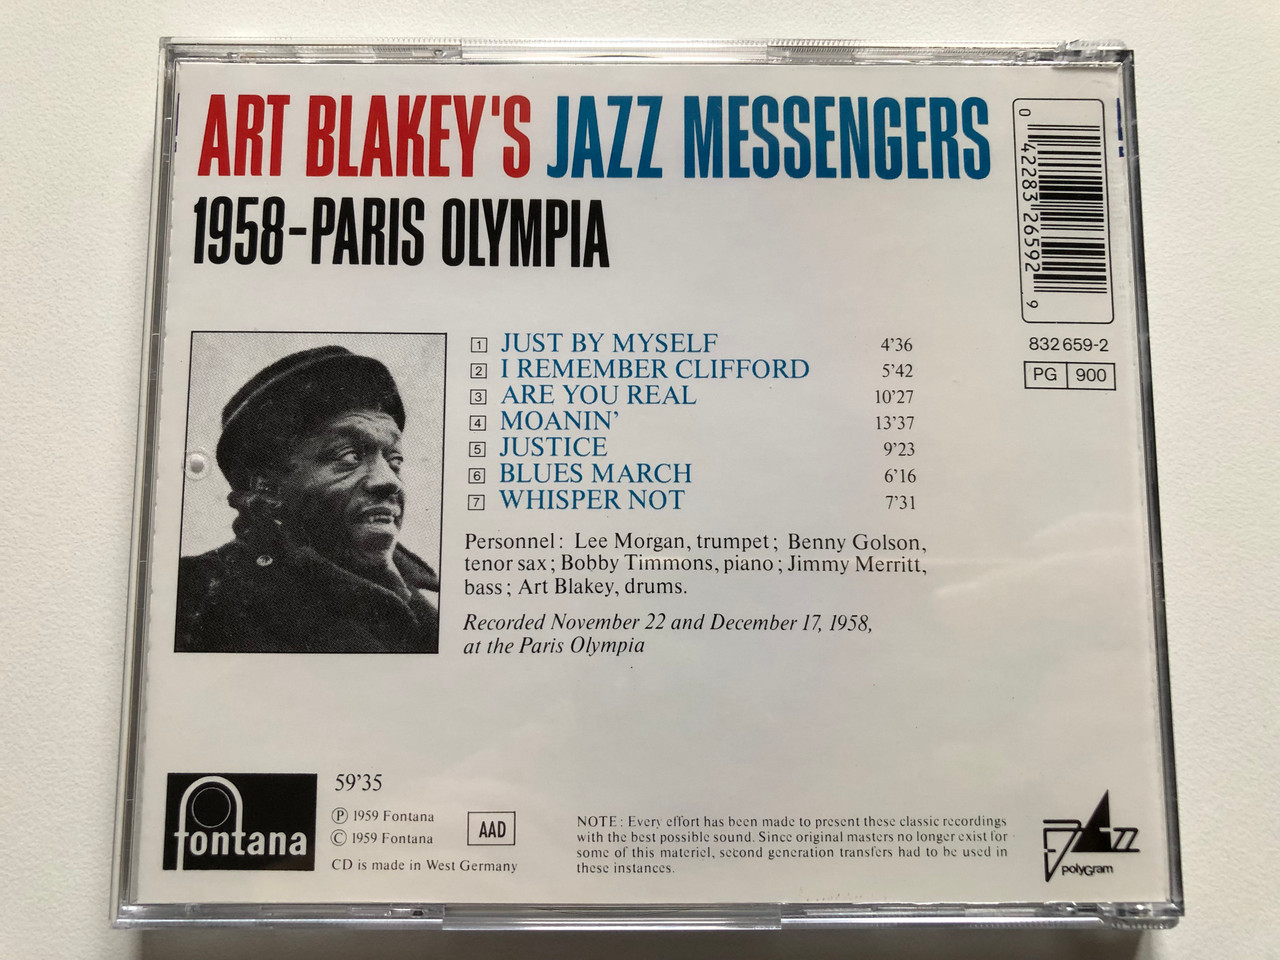 ART BLAKEY'S JAZZ MESSENGERS
1958-PARIS OLYMPIA
0 42283 26592 9
832 659-2
PG 900
1 JUST BY MYSELF 4'36
2 I REMEMBER CLIFFORD 5'42
3 ARE YOU REAL 10'27
4 MOANIN' 13'37
5 JUSTICE 9'23
6 BLUES MARCH 6'16
7 WHISPER NOT 7'31
Personnel: Lee Morgan, trumpet; Benny Golson,
tenor sax; Bobby Timmons, piano; Jimmy Merritt,
bass; Art Blakey, drums.
Recorded November 22 and December 17, 1958,
at the Paris Olympia
fontana
59'35
Ⓟ 1959 Fontana
© 1959 Fontana
CD is made in West Germany
AAD
NOTE: Every effort has been made to present these classic recordings
with the best possible sound. Since original masters no longer exist for
some of this materiel, second generation transfers had to be used in
these instances.
JAZZ
polyGram